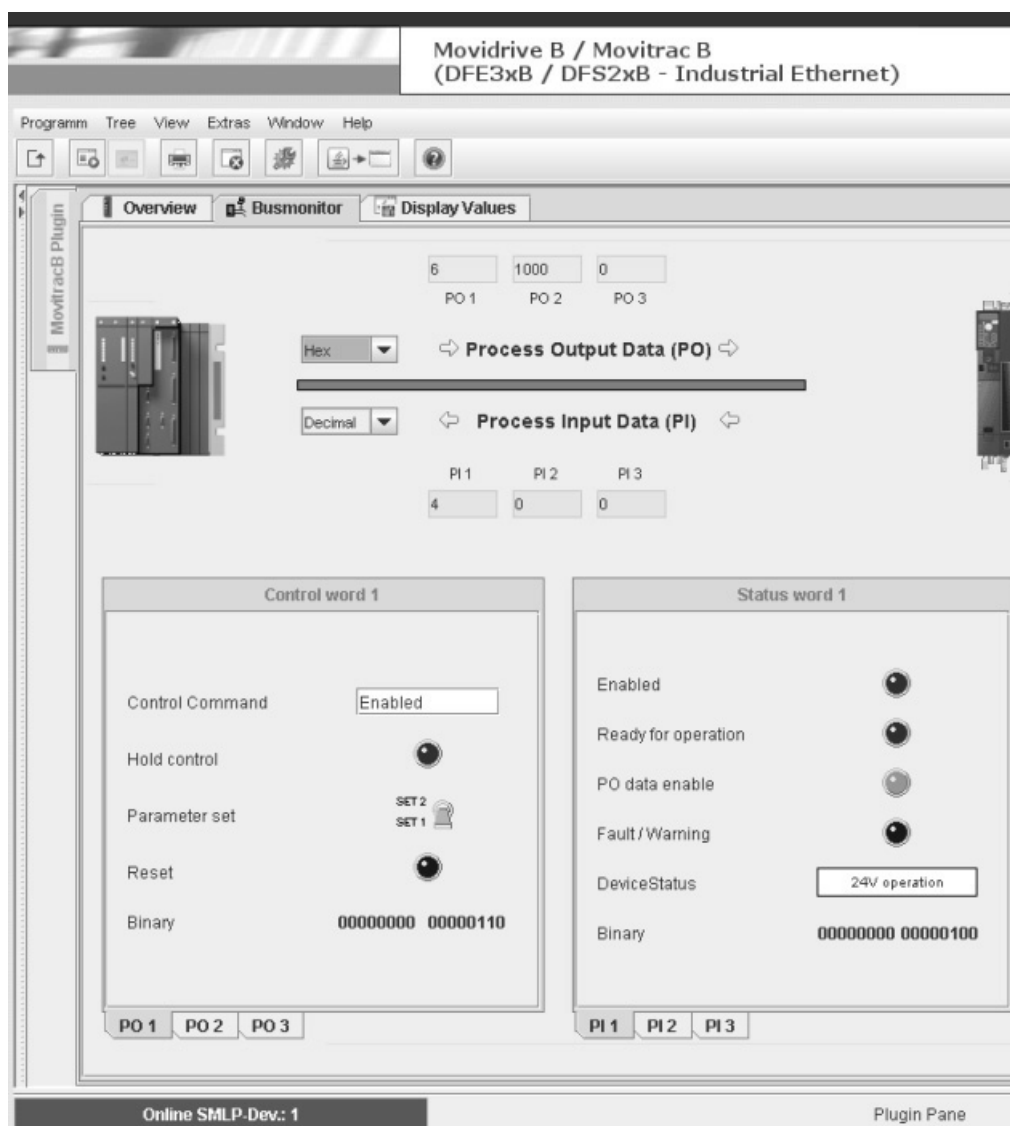 Movidrive B / Movitrac B
(DFE3xB / DFS2xB - Industrial Ethernet)
Programm Tree View Extras Window Help
MovitracB Plugin
Overview Busmonitor Display Values
6 1000 0
PO 1 PO 2 PO 3
Hex Process Output Data (PO)
Decimal Process Input Data (PI)
PI 1 PI 2 PI 3
4 0 0
Control word 1
Control Command Enabled
Hold control
Parameter set SET 2
SET 1
Reset
Binary 00000000 00000110
PO 1 PO 2 PO 3
Status word 1
Enabled
Ready for operation
PO data enable
Fault / Warning
DeviceStatus 24V operation
Binary 00000000 00000100
PI 1 PI 2 PI 3
Online SMLP-Dev.: 1 Plugin Pane